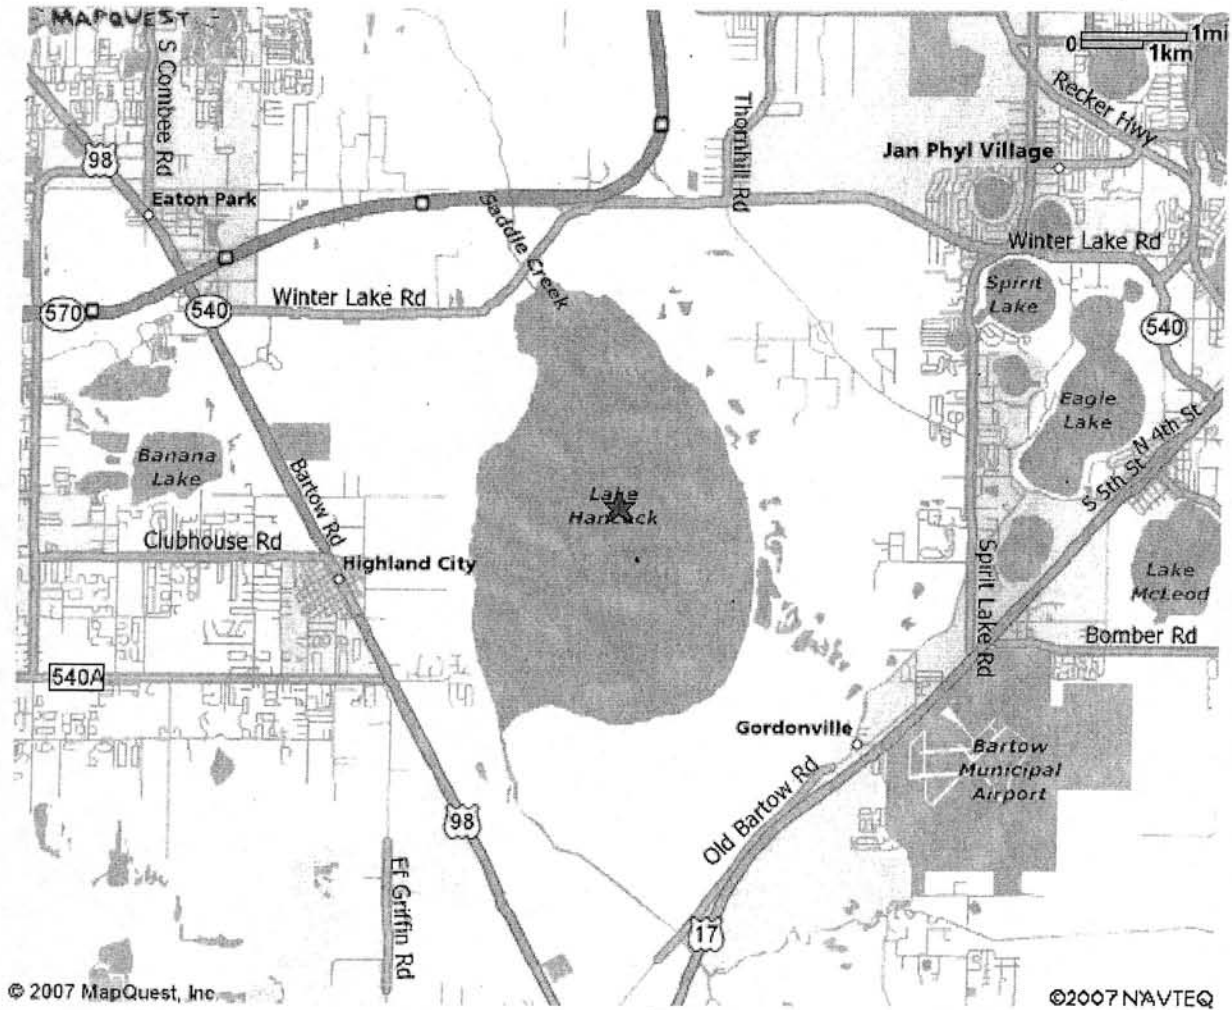 MAPQUEST
0 1mi
1km
S Combee Rd
Recker Hwy
Thornhill Rd
98
Jan Phyl Village
Eaton Park
Saddle Creek
Winter Lake Rd
Spirit
Lake
Winter Lake Rd
570
540
540
Eagle
Lake
N 4th St
Banana
Lake
Bartow Rd
Lake
Hancock
S 5th St
Clubhouse Rd
Highland City
Spirit Lake Rd
Lake
McLeod
Bomber Rd
540A
Gordonville
Bartow
Municipal
Airport
Old Bartow Rd
98
Ef Griffin Rd
17
© 2007 MapQuest, Inc.
©2007 NAVTEQ